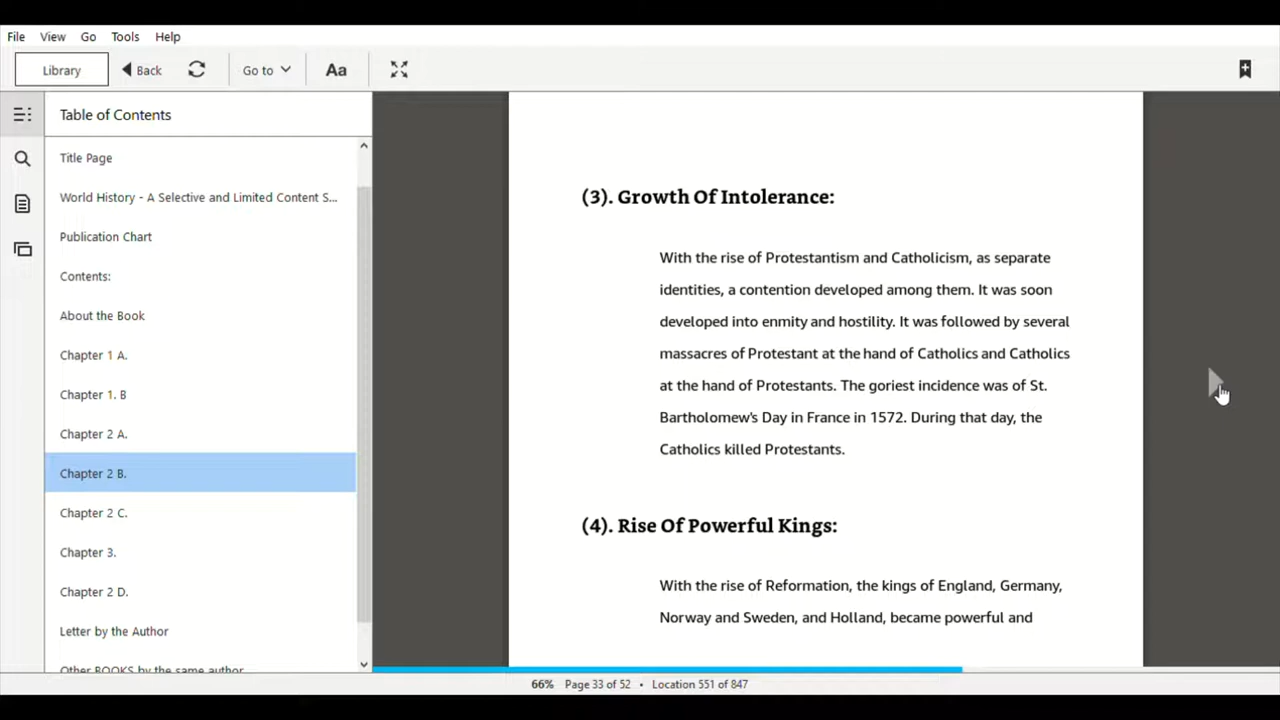 File View Go Tools Help
Library Back Go to Aa
Table of Contents
Title Page
World History - A Selective and Limited Content S...
Publication Chart
Contents:
About the Book
Chapter 1 A.
Chapter 1. B
Chapter 2 A.
Chapter 2 B.
Chapter 2 C.
Chapter 3.
Chapter 2 D.
Letter by the Author
Other BOOKS by the same author
(3). Growth Of Intolerance:
With the rise of Protestantism and Catholicism, as separate
identities, a contention developed among them. It was soon
developed into enmity and hostility. It was followed by several
massacres of Protestant at the hand of Catholics and Catholics
at the hand of Protestants. The goriest incidence was of St.
Bartholomew's Day in France in 1572. During that day, the
Catholics killed Protestants.
(4). Rise Of Powerful Kings:
With the rise of Reformation, the kings of England, Germany,
Norway and Sweden, and Holland, became powerful and
66% Page 33 of 52 • Location 551 of 847